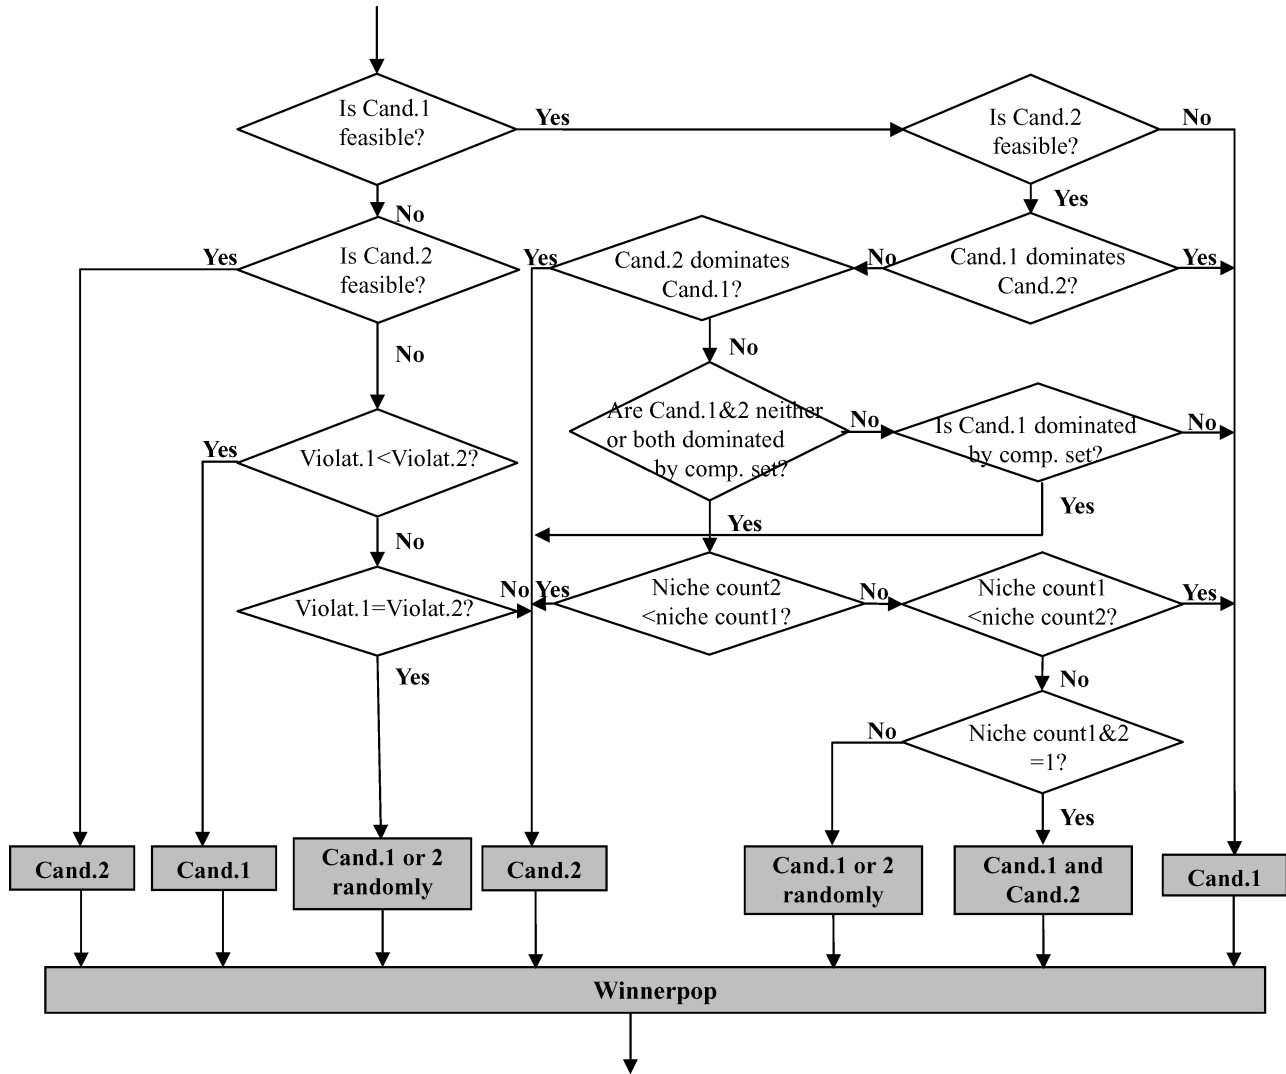 Is Cand.1
feasible?
Yes
Is Cand.2
feasible?
No
No
Yes
Yes
Is Cand.2
feasible?
Yes
Cand.2 dominates
Cand.1?
No
Cand.1 dominates
Cand.2?
Yes
No
No
Yes
Are Cand.1&2 neither
or both dominated
by comp. set?
No
Is Cand.1 dominated
by comp. set?
No
Violat.1<Violat.2?
Yes
Yes
No
Violat.1=Violat.2?
No
Yes
Niche count2
<niche count1?
No
Niche count1
<niche count2?
Yes
Yes
No
No
Niche count1&2
=1?
Yes
Cand.2
Cand.1
Cand.1 or 2
randomly
Cand.2
Cand.1 or 2
randomly
Cand.1 and
Cand.2
Cand.1
Winnerpop